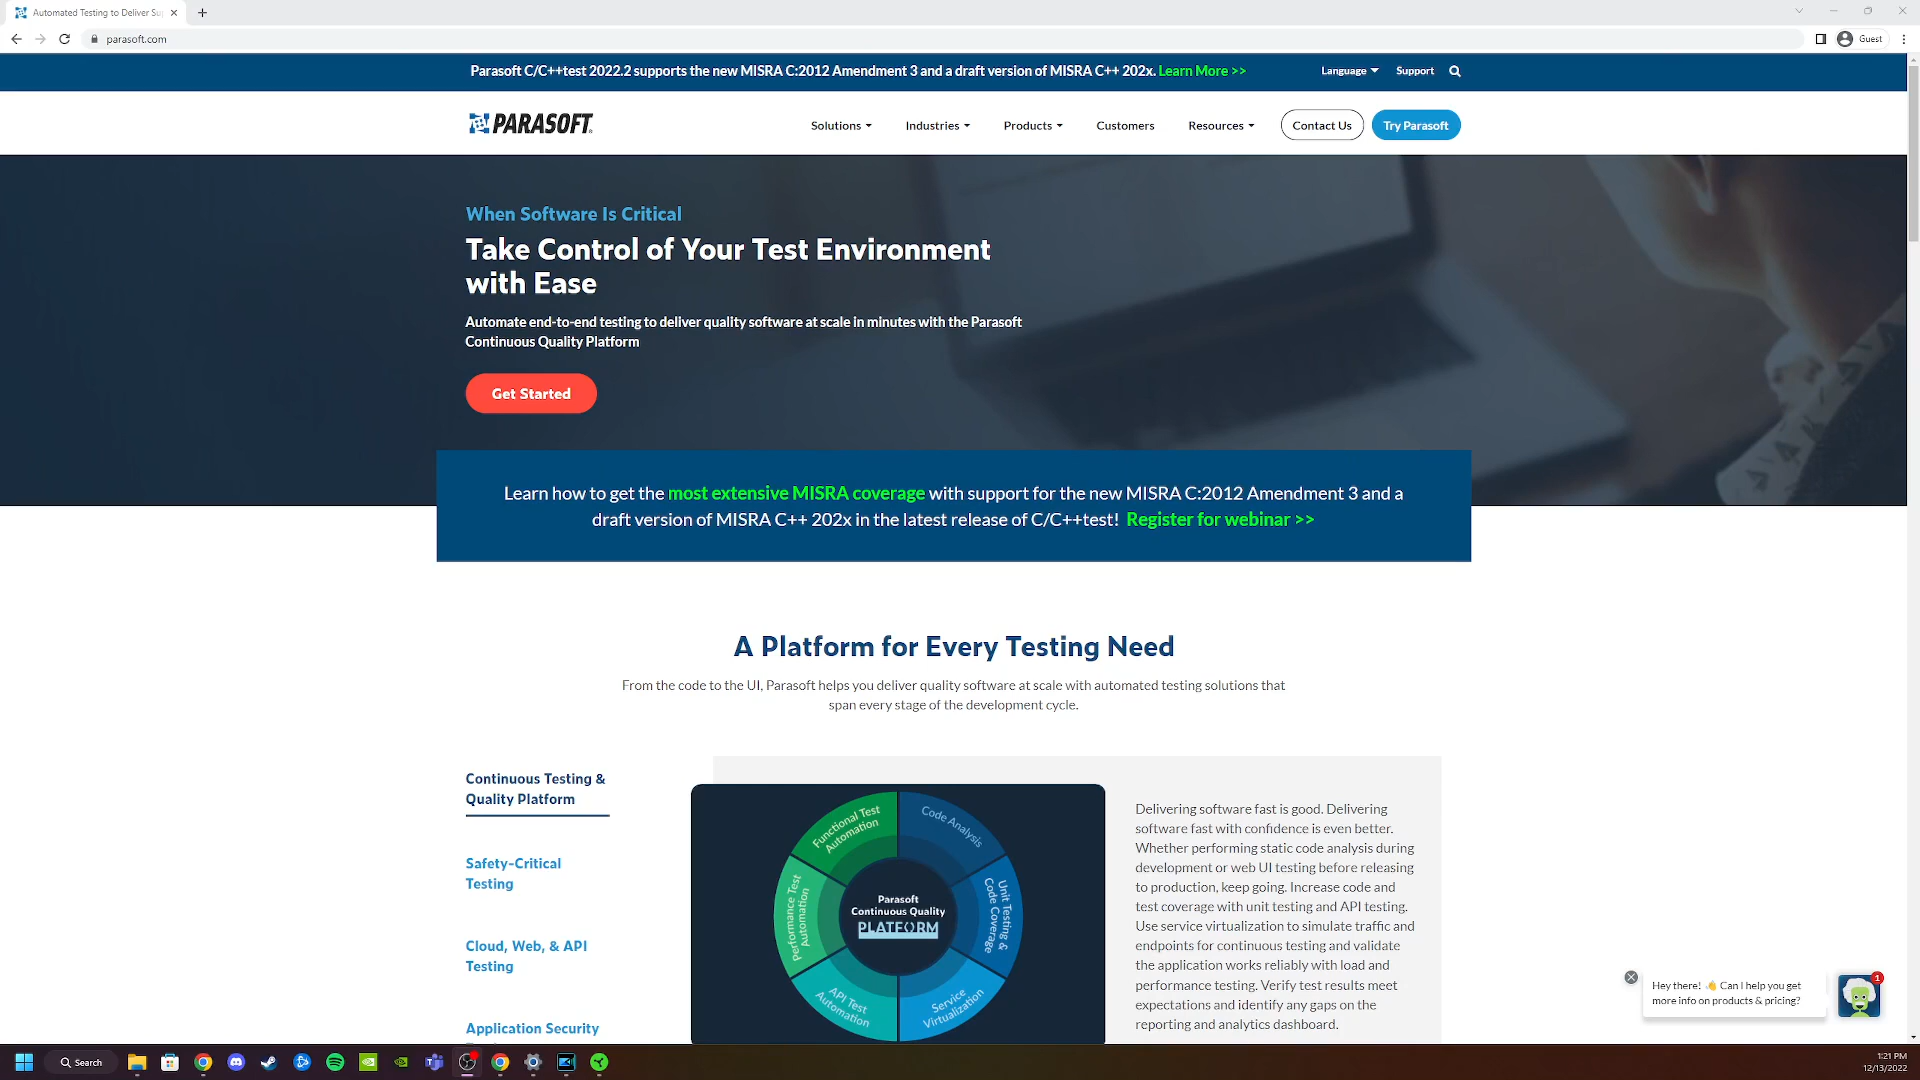 Automated Testing to Deliver Su
parasoft.com
Guest
Parasoft C/C++test 2022.2 supports the new MISRA C:2012 Amendment 3 and a draft version of MISRA C++ 202x. Learn More >>
Language
Support
PARASOFT
Solutions
Industries
Products
Customers
Resources
Contact Us
Try Parasoft
When Software Is Critical
Take Control of Your Test Environment
with Ease
Automate end-to-end testing to deliver quality software at scale in minutes with the Parasoft
Continuous Quality Platform
Get Started
Learn how to get the most extensive MISRA coverage with support for the new MISRA C:2012 Amendment 3 and a
draft version of MISRA C++ 202x in the latest release of C/C++test! Register for webinar >>
A Platform for Every Testing Need
From the code to the UI, Parasoft helps you deliver quality software at scale with automated testing solutions that
span every stage of the development cycle.
Continuous Testing &
Quality Platform
Safety-Critical
Testing
Cloud, Web, & API
Testing
Application Security
Functional Test
Automation
Code Analysis
Performance Test
Automation
Unit Testing &
Code Coverage
Parasoft
Continuous Quality
PLATFORM
API Test
Automation
Service
Virtualization
Delivering software fast is good. Delivering
software fast with confidence is even better.
Whether performing static code analysis during
development or web UI testing before releasing
to production, keep going. Increase code and
test coverage with unit testing and API testing.
Use service virtualization to simulate traffic and
endpoints for continuous testing and validate
the application works reliably with load and
performance testing. Verify test results meet
expectations and identify any gaps on the
reporting and analytics dashboard.
Hey there! 👋 Can I help you get
more info on products & pricing?
1
Search
1:21 PM
12/13/2022